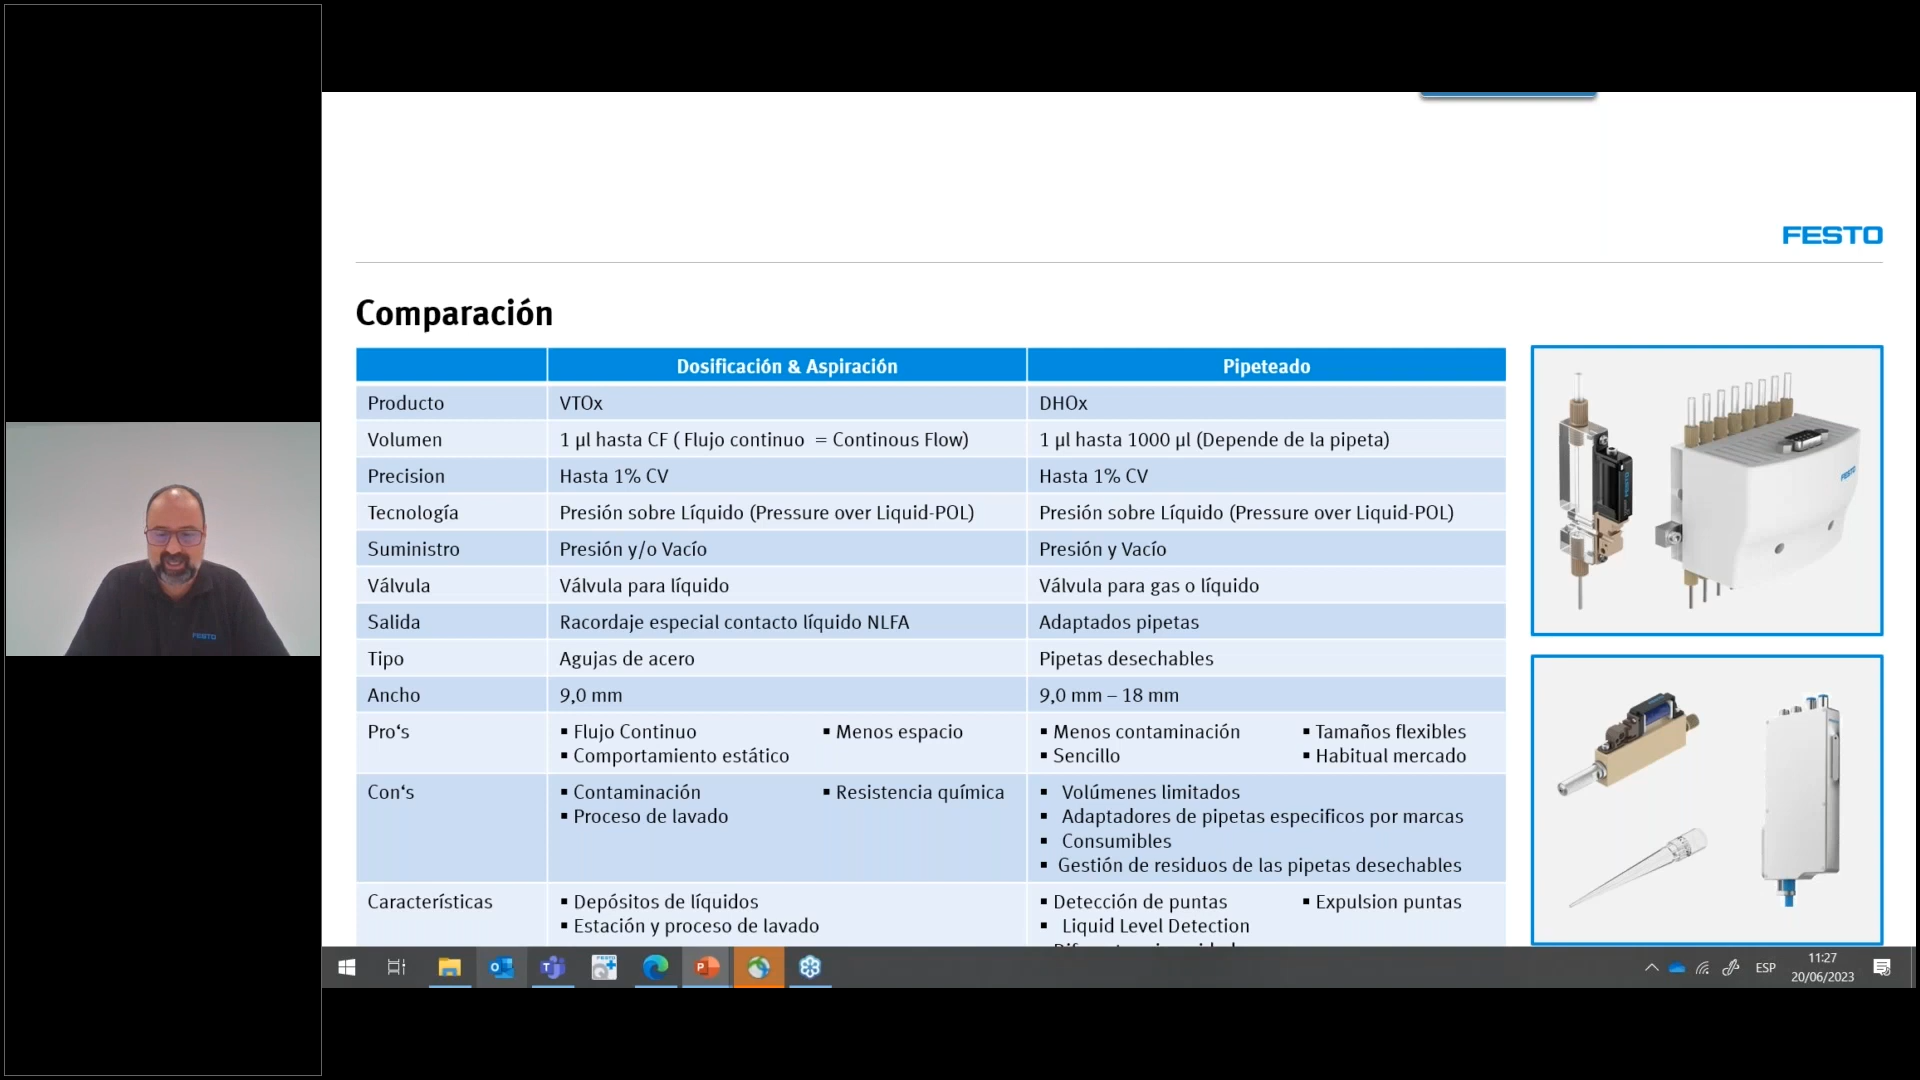 FESTO
Comparación
Dosificación & Aspiración Pipeteado
Producto VTOx DHOx
Volumen 1 µl hasta CF ( Flujo continuo = Continous Flow) 1 µl hasta 1000 µl (Depende de la pipeta)
Precision Hasta 1% CV Hasta 1% CV
Tecnología Presión sobre Líquido (Pressure over Liquid-POL) Presión sobre Líquido (Pressure over Liquid-POL)
Suministro Presión y/o Vacío Presión y Vacío
Válvula Válvula para líquido Válvula para gas o líquido
Salida Racordaje especial contacto líquido NLFA Adaptados pipetas
Tipo Agujas de acero Pipetas desechables
Ancho 9,0 mm 9,0 mm – 18 mm
Pro‘s ▪ Flujo Continuo ▪ Menos espacio ▪ Menos contaminación ▪ Tamaños flexibles
▪ Comportamiento estático ▪ Sencillo ▪ Habitual mercado
Con‘s ▪ Contaminación ▪ Resistencia química ▪ Volúmenes limitados
▪ Proceso de lavado ▪ Adaptadores de pipetas especificos por marcas
▪ Consumibles
▪ Gestión de residuos de las pipetas desechables
Características ▪ Depósitos de líquidos ▪ Detección de puntas ▪ Expulsion puntas
▪ Estación y proceso de lavado ▪ Liquid Level Detection
FESTO
FESTO
FESTO
ESP
11:27
20/06/2023